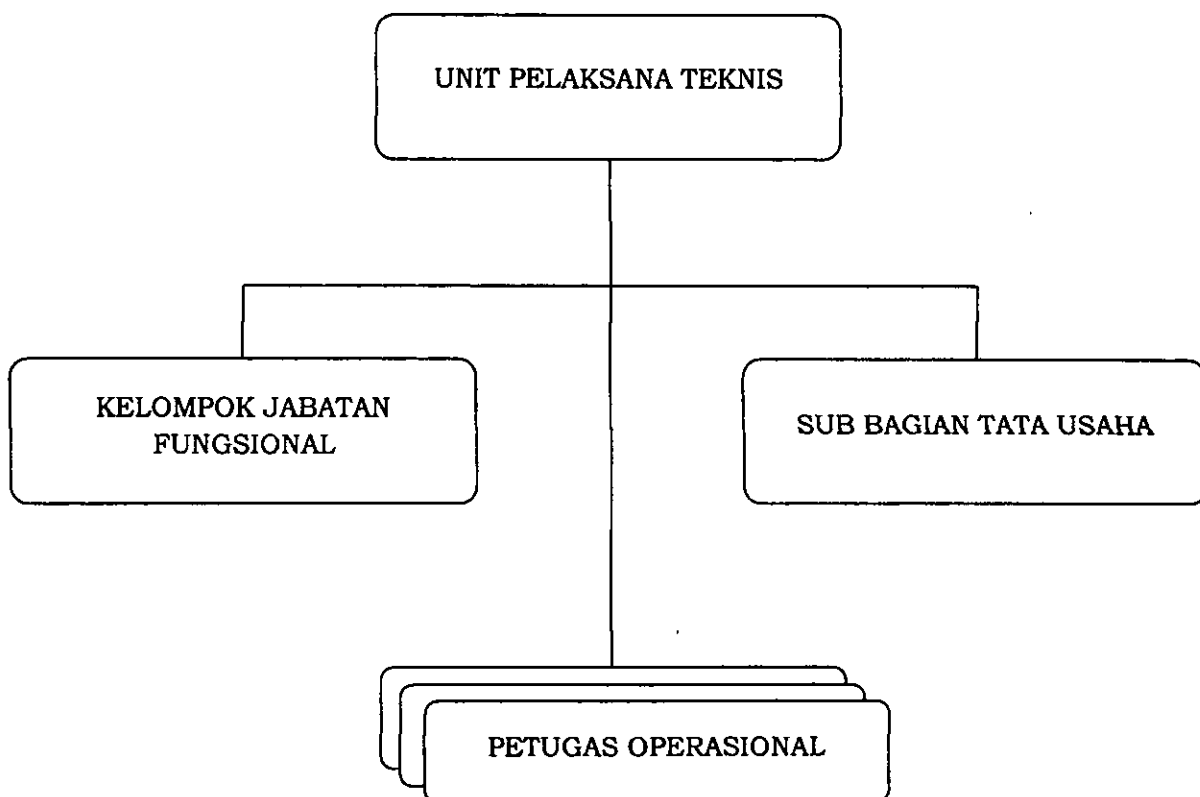 UNIT PELAKSANA TEKNIS
KELOMPOK JABATAN
FUNGSIONAL
SUB BAGIAN TATA USAHA
PETUGAS OPERASIONAL